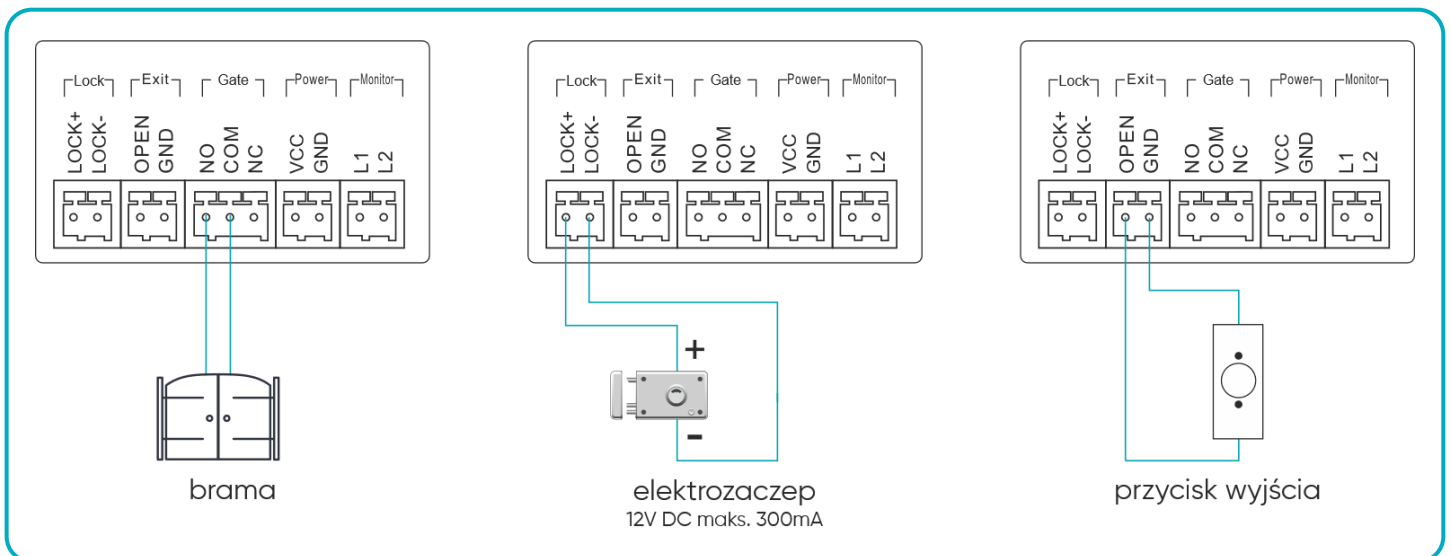 Lock Exit Gate Power Monitor
LOCK+ LOCK- OPEN GND NO COM NC VCC GND L1 L2
brama
Lock Exit Gate Power Monitor
LOCK+ LOCK- OPEN GND NO COM NC VCC GND L1 L2
+
-
elektrozaczep
12V DC maks. 300mA
Lock Exit Gate Power Monitor
LOCK+ LOCK- OPEN GND NO COM NC VCC GND L1 L2
przycisk wyjścia